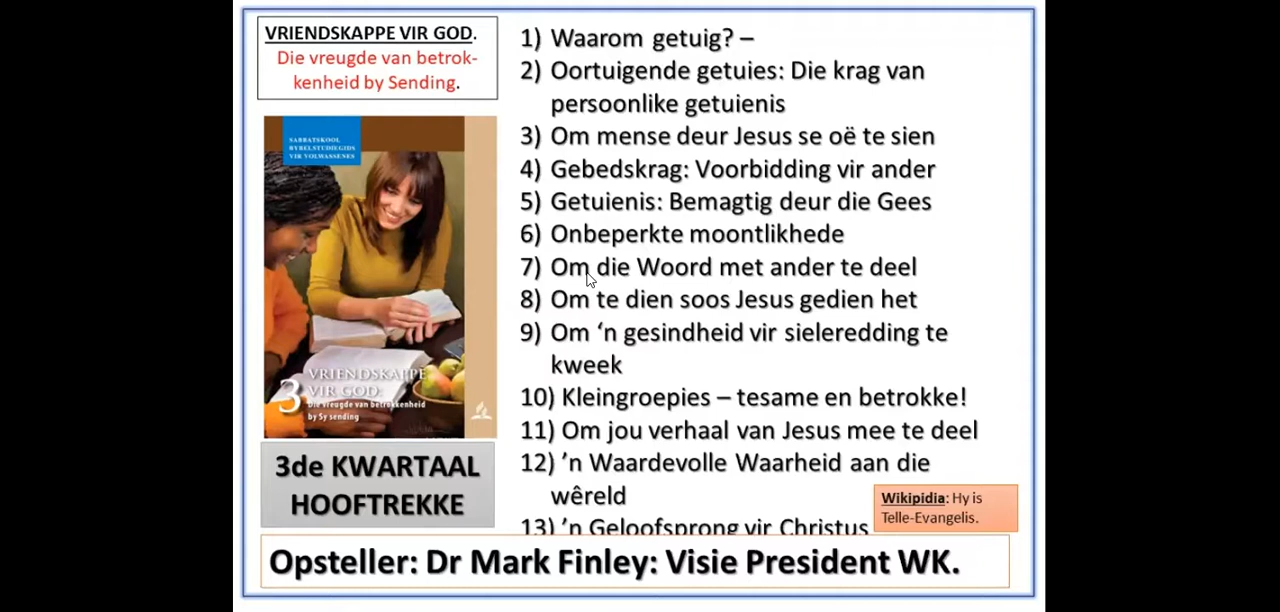 VRIENDSKAPPE VIR GOD.
Die vreugde van betrok-
kenheid by Sending.
SABBATSKOOL
BYBELSTUDIEGIDS
VIR VOLWASSENES
3
VRIENDSKAPPE
VIR GOD:
Die vreugde van betrokkenheid
by Sy sending
3de KWARTAAL
HOOFTREKKE
1) Waarom getuig? –
2) Oortuigende getuies: Die krag van
persoonlike getuienis
3) Om mense deur Jesus se oë te sien
4) Gebedskrag: Voorbidding vir ander
5) Getuienis: Bemagtig deur die Gees
6) Onbeperkte moontlikhede
7) Om die Woord met ander te deel
8) Om te dien soos Jesus gedien het
9) Om ‘n gesindheid vir sieleredding te
kweek
10) Kleingroepies – tesame en betrokke!
11) Om jou verhaal van Jesus mee te deel
12) ’n Waardevolle Waarheid aan die
wêreld
13) ’n Geloofsprong vir Christus
Wikipidia: Hy is
Telle-Evangelis.
Opsteller: Dr Mark Finley: Visie President WK.